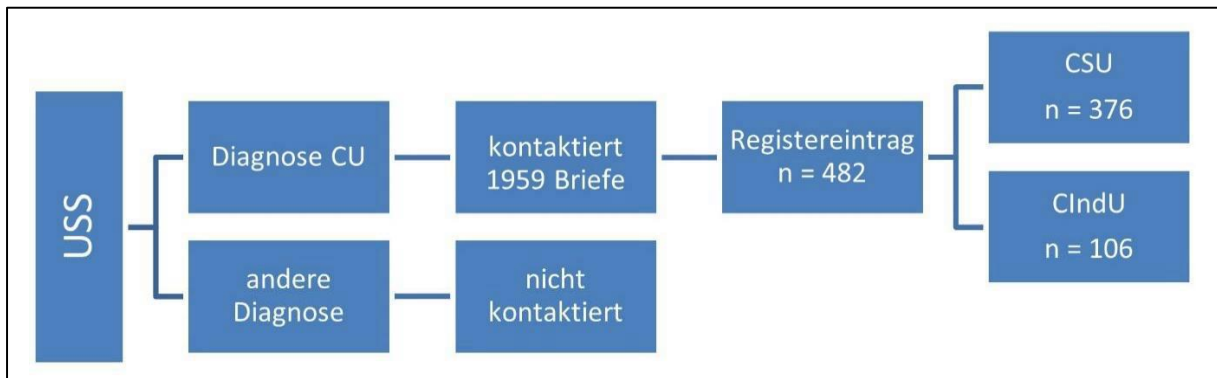 USS
Diagnose CU
kontaktiert
1959 Briefe
Registereintrag
n = 482
CSU
n = 376
CIndU
n = 106
andere
Diagnose
nicht
kontaktiert